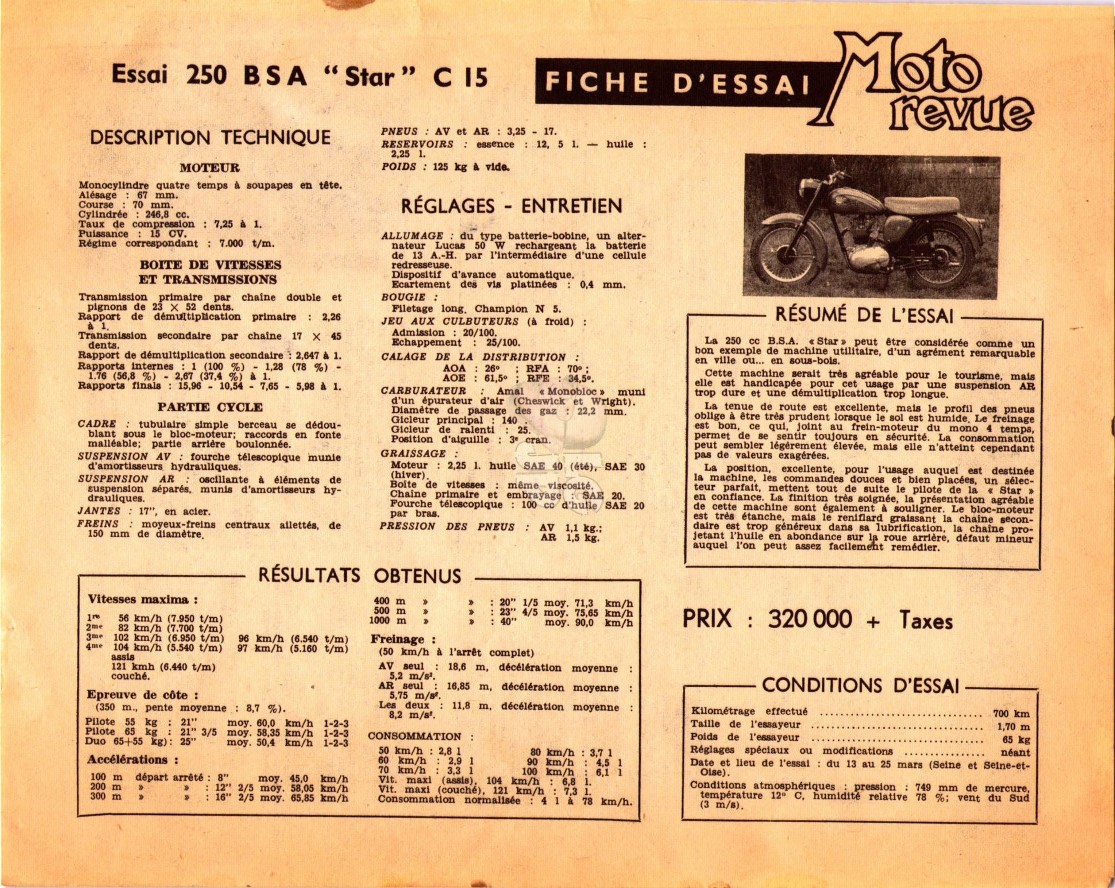 Essai 250 BSA "Star" C 15
FICHE D'ESSAI
Moto
revue
DESCRIPTION TECHNIQUE
MOTEUR
Monocylindre quatre temps à soupapes en tête.
Alésage : 67 mm.
Course : 70 mm.
Cylindrée : 246,8 cc.
Taux de compression : 7,25 à 1.
Puissance : 15 CV.
Régime correspondant : 7.000 t/m.
BOITE DE VITESSES
ET TRANSMISSIONS
Transmission primaire par chaîne double et
pignons de 23 × 52 dents.
Rapport de démultiplication primaire : 2,26
à 1.
Transmission secondaire par chaîne 17 × 45
dents.
Rapport de démultiplication secondaire : 2,647 à 1.
Rapports internes : 1 (100 %) - 1,28 (78 %) -
1.76 (56,8 %) - 2,67 (37,4 %) à 1.
Rapports finals : 15,96 - 10,54 - 7,65 - 5,98 à 1.
PARTIE CYCLE
CADRE : tubulaire simple berceau se dédou-
blant sous le bloc-moteur; raccords en fonte
malléable; partie arrière boulonnée.
SUSPENSION AV : fourche télescopique munie
d'amortisseurs hydrauliques.
SUSPENSION AR : oscillante à éléments de
suspension séparés, munis d'amortisseurs hy-
drauliques.
JANTES : 17", en acier.
FREINS : moyeux-freins centraux ailettés, de
150 mm de diamètre.
PNEUS : AV et AR : 3,25 - 17.
RESERVOIRS : essence : 12, 5 l. — huile :
2,25 l.
POIDS : 125 kg à vide.
RÉGLAGES - ENTRETIEN
ALLUMAGE : du type batterie-bobine, un alter-
nateur Lucas 50 W rechargeant la batterie
de 13 A.-H. par l'intermédiaire d'une cellule
redresseuse.
Dispositif d'avance automatique.
Ecartement des vis platinées : 0,4 mm.
BOUGIE :
Filetage long. Champion N 5.
JEU AUX CULBUTEURS (à froid) :
Admission : 20/100.
Echappement : 25/100.
CALAGE DE LA DISTRIBUTION :
AOA : 26° ; RFA : 70° ;
AOE : 61,5° ; RFE : 34,5°.
CARBURATEUR : Amal « Monobloc » muni
d'un épurateur d'air (Cheswick et Wright).
Diamètre de passage des gaz : 22,2 mm.
Gicleur principal : 140
Gicleur de ralenti : 25.
Position d'aiguille : 3e cran.
GRAISSAGE :
Moteur : 2,25 l. huile SAE 40 (été), SAE 30
(hiver).
Boîte de vitesses : même viscosité.
Chaîne primaire et embrayage : SAE 20.
Fourche télescopique : 100 cc d'huile SAE 20
par bras.
PRESSION DES PNEUS : AV 1,1 kg.;
AR 1,5 kg.
RÉSUMÉ DE L'ESSAI
La 250 cc B.S.A. « Star » peut être considérée comme un
bon exemple de machine utilitaire, d'un agrément remarquable
en ville ou... en sous-bois.
Cette machine serait très agréable pour le tourisme, mais
elle est handicapée pour cet usage par une suspension AR
trop dure et une démultiplication trop longue.
La tenue de route est excellente, mais le profil des pneus
oblige à être très prudent lorsque le sol est humide. Le freinage
est bon, ce qui, joint au frein-moteur du mono 4 temps,
permet de se sentir toujours en sécurité. La consommation
peut sembler légèrement élevée, mais elle n'atteint cependant
pas de valeurs exagérées.
La position, excellente, pour l'usage auquel est destinée
la machine, les commandes douces et bien placées, un sélec-
teur parfait, mettent tout de suite le pilote de la « Star »
en confiance. La finition très soignée, la présentation agréable
de cette machine sont également à souligner. Le bloc-moteur
est très étanche, mais le reniflard graissant la chaîne secon-
daire est trop généreux dans sa lubrification, la chaîne pro-
jetant l'huile en abondance sur la roue arrière, défaut mineur
auquel l'on peut assez facilement remédier.
RÉSULTATS OBTENUS
Vitesses maxima :
1re 56 km/h (7.950 t/m)
2me 82 km/h (7.700 t/m)
3me 102 km/h (6.950 t/m) 96 km/h (6.540 t/m)
4me 104 km/h (5.540 t/m) 97 km/h (5.160 t/m)
assis
121 kmh (6.440 t/m)
couché.
Epreuve de côte :
(350 m., pente moyenne : 8,7 %).
Pilote 55 kg : 21" moy. 60,0 km/h 1-2-3
Pilote 65 kg : 21" 3/5 moy. 58,35 km/h 1-2-3
Duo 65+55 kg) : 25" moy. 50,4 km/h 1-2-3
Accélérations :
100 m départ arrêté : 8" moy. 45,0 km/h
200 m » » : 12" 2/5 moy. 58,05 km/h
300 m » » : 16" 2/5 moy. 65,85 km/h
400 m » » : 20" 1/5 moy. 71,3 km/h
500 m » » : 23" 4/5 moy. 75,65 km/h
1000 m » » : 40" moy. 90,0 km/h
Freinage :
(50 km/h à l'arrêt complet)
AV seul : 18,6 m, décélération moyenne :
5,2 m/s².
AR seul : 16,85 m, décélération moyenne :
5,75 m/s².
Les deux : 11,8 m, décélération moyenne :
8,2 m/s².
CONSOMMATION :
50 km/h : 2,8 l 80 km/h : 3,7 l
60 km/h : 2,9 l 90 km/h : 4,5 l
70 km/h : 3,3 l 100 km/h : 6,1 l
Vit. maxi (assis), 104 km/h : 6,8 l.
Vit. maxi (couché), 121 km/h : 7,3 l.
Consommation normalisée : 4 l à 78 km/h.
PRIX : 320 000 + Taxes
CONDITIONS D'ESSAI
Kilométrage effectué ........ 700 km
Taille de l'essayeur ........ 1,70 m
Poids de l'essayeur ........ 65 kg
Réglages spéciaux ou modifications ........ néant
Date et lieu de l'essai : du 13 au 25 mars (Seine et Seine-et-
Oise).
Conditions atmosphériques : pression : 749 mm de mercure,
température 12° C, humidité relative 78 %; vent du Sud
(3 m/s).